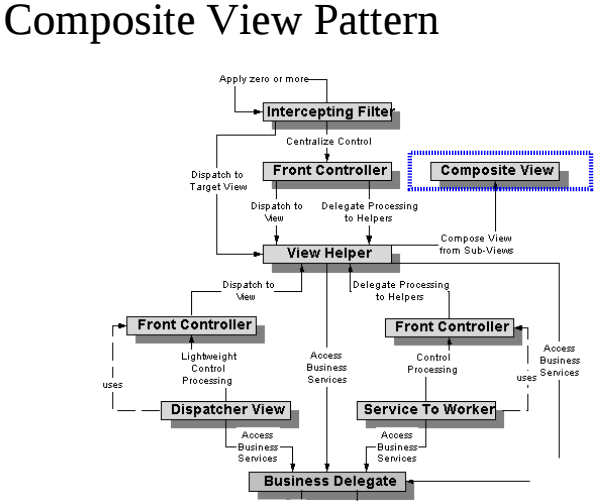 Composite View Pattern
Apply zero or more
Intercepting Filter
Centralize Control
Front Controller
Composite View
Dispatch to
Target View
Dispatch to
View
Delegate Processing
to Helpers
Compose View
from Sub-Views
View Helper
Dispatch to
View
Delegate Processing
to Helpers
Front Controller
Front Controller
Lightweight
Control
Processing
Access
Business
Services
Control
Processing
Access
Business
Services
uses
uses
Dispatcher View
Service To Worker
Access
Business
Services
Access
Business
Services
Business Delegate